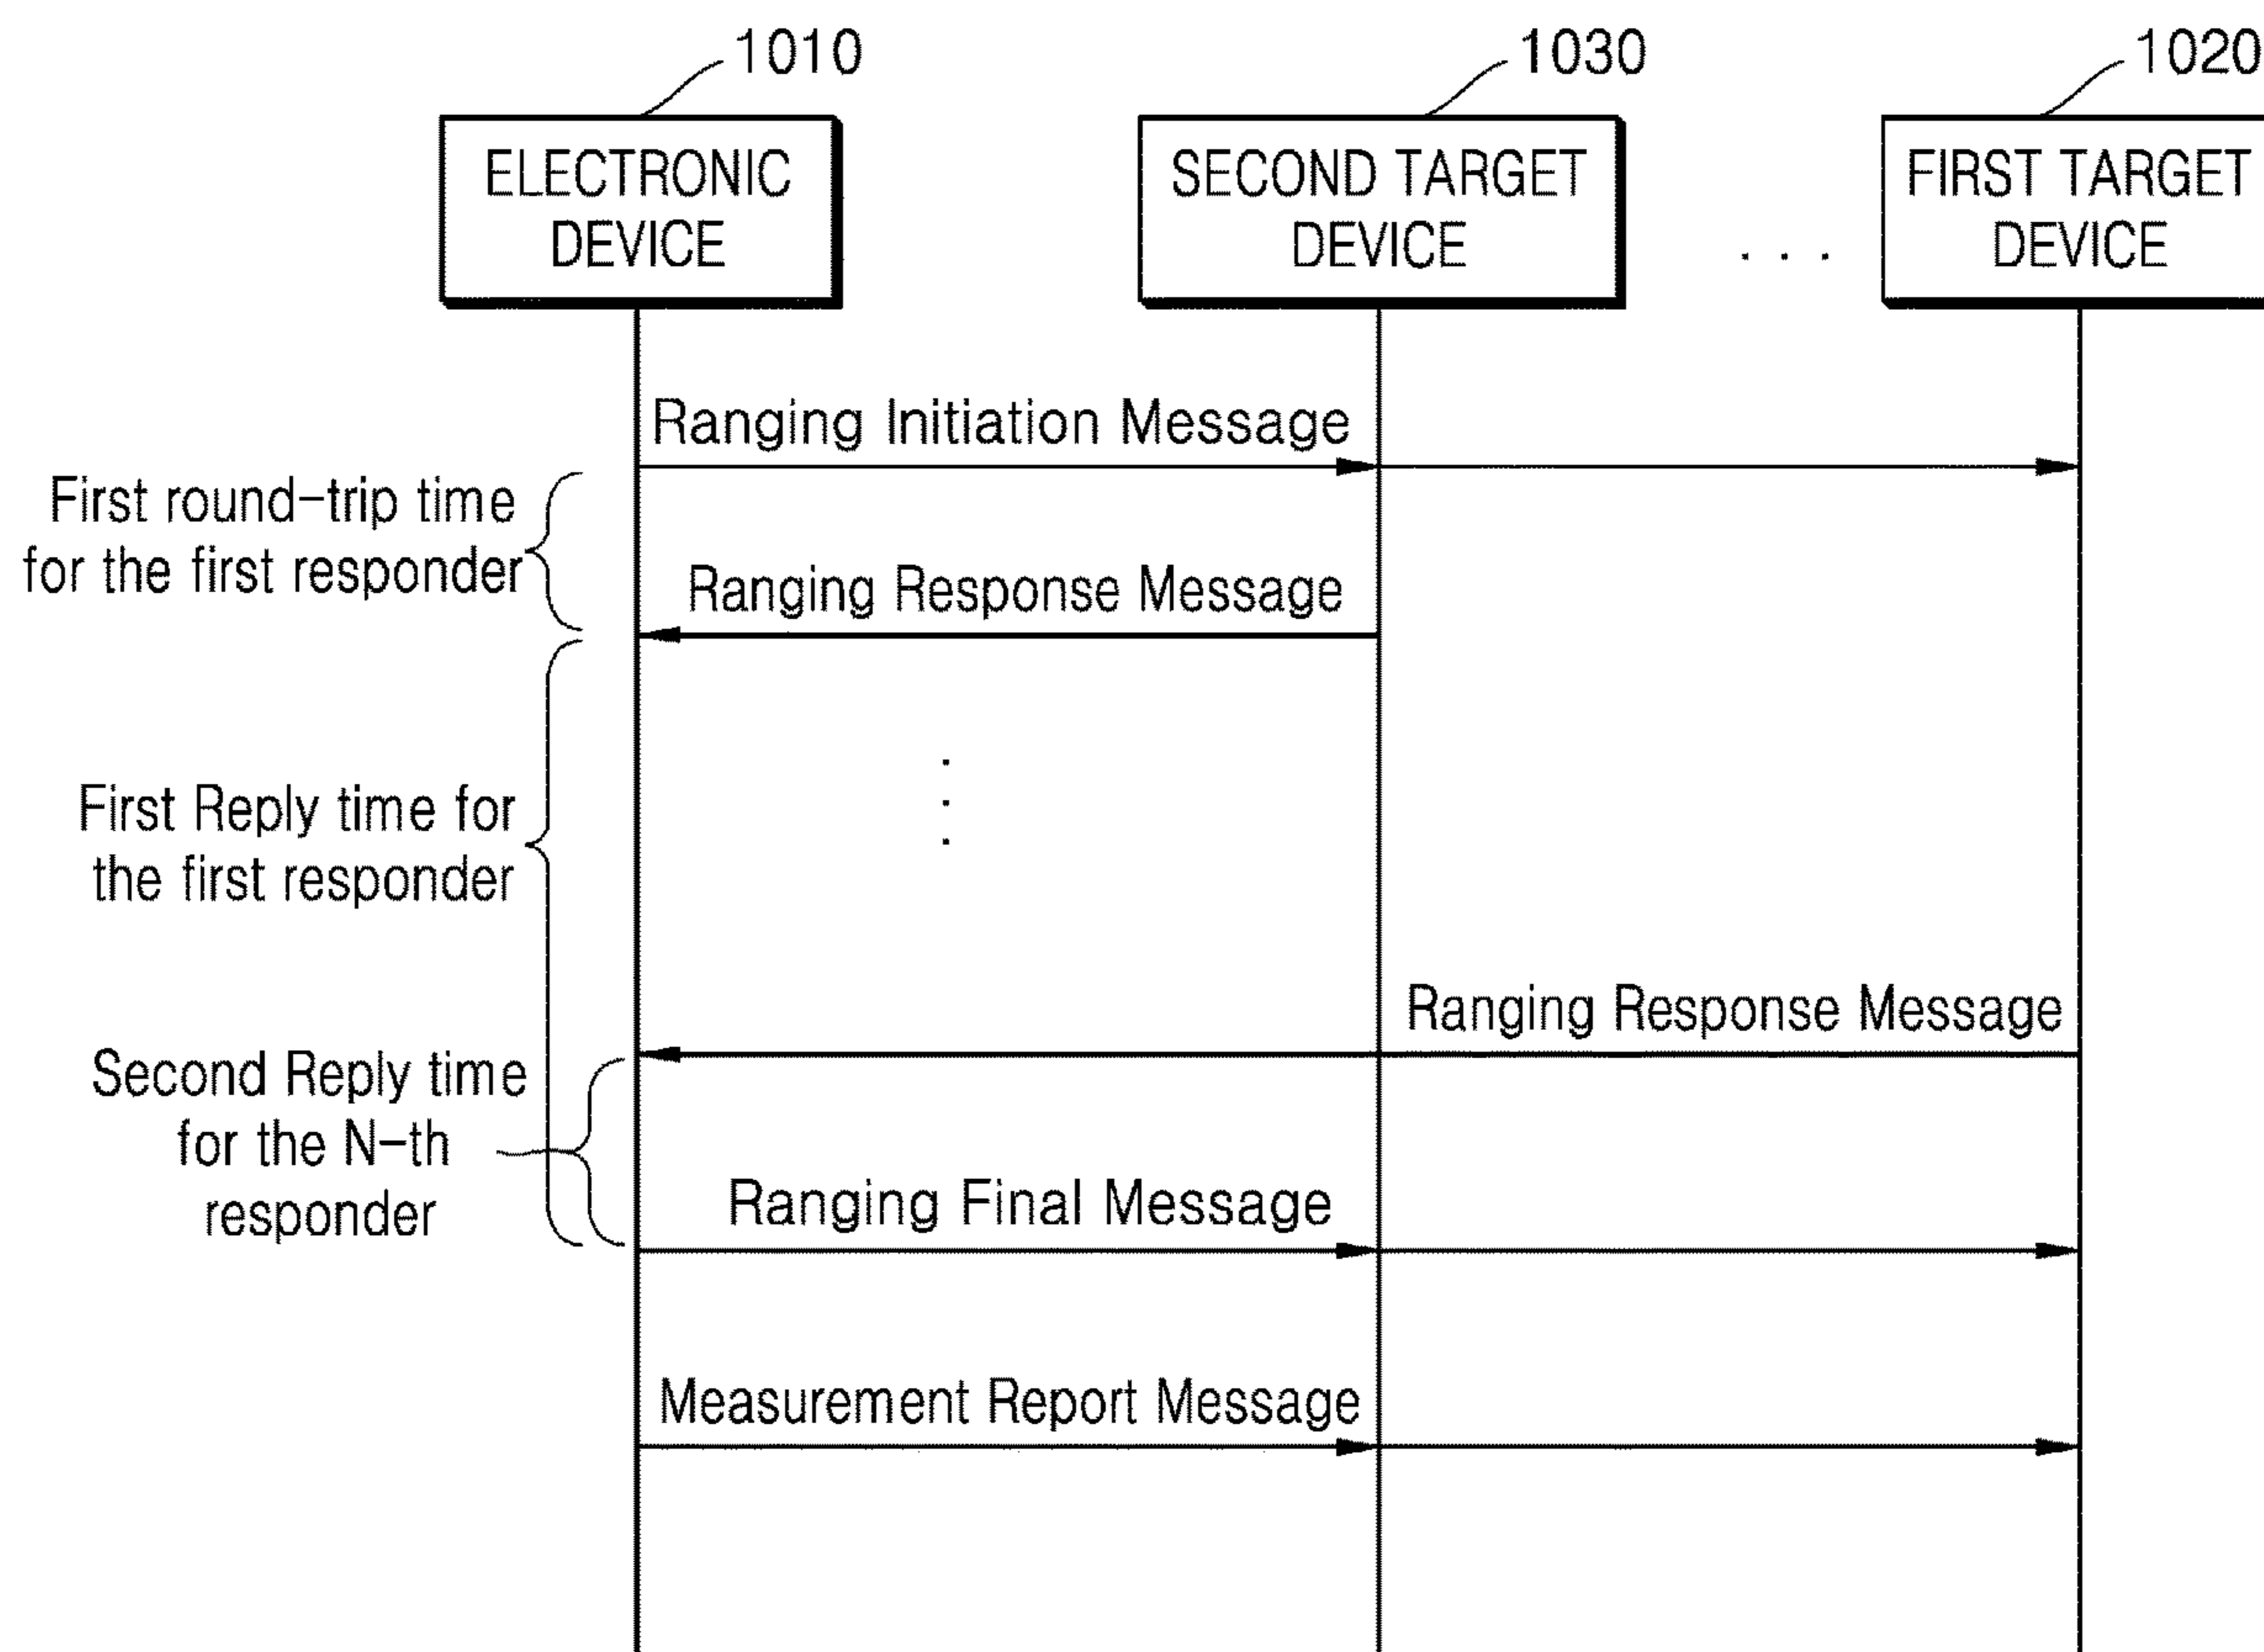 1010
1030
1020
ELECTRONIC
DEVICE
SECOND TARGET
DEVICE
. . .
FIRST TARGET
DEVICE
Ranging Initiation Message
First round-trip time
for the first responder
Ranging Response Message
First Reply time for
the first responder
Ranging Response Message
Second Reply time
for the N-th
responder
Ranging Final Message
Measurement Report Message